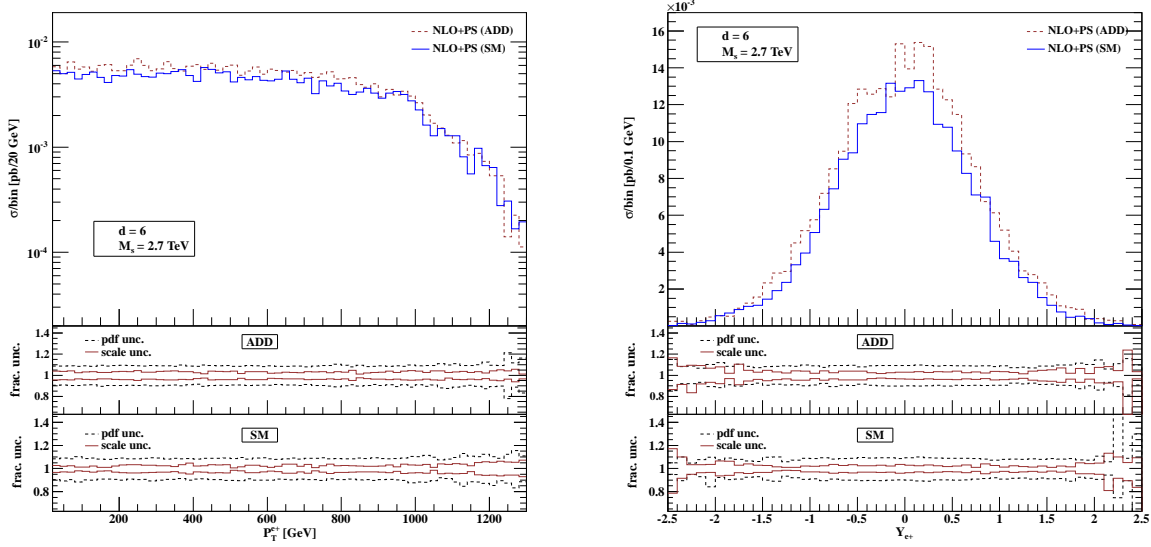 NLO+PS (ADD)
NLO+PS (SM)
10⁻²
10⁻³
10⁻⁴
σ/bin [pb/20 GeV]
d = 6
Mₛ = 2.7 TeV
1.4
1.2
1
0.8
frac. unc.
pdf unc.
scale unc.
ADD
1.4
1.2
1
0.8
frac. unc.
pdf unc.
scale unc.
SM
200 400 600 800 1000 1200
P_T^{e+} [GeV]
×10⁻³
d = 6
Mₛ = 2.7 TeV
NLO+PS (ADD)
NLO+PS (SM)
16
14
12
10
8
6
4
2
σ/bin [pb/0.1 GeV]
1.4
1.2
1
0.8
frac. unc.
pdf unc.
scale unc.
ADD
1.4
1.2
1
0.8
frac. unc.
pdf unc.
scale unc.
SM
-2.5 -2 -1.5 -1 -0.5 0 0.5 1 1.5 2 2.5
Y_{e+}